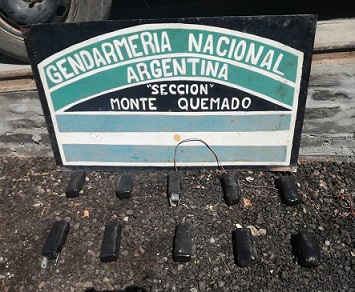 GENDARMERIA NACIONAL
ARGENTINA
"SECCION"
MONTE QUEMADO